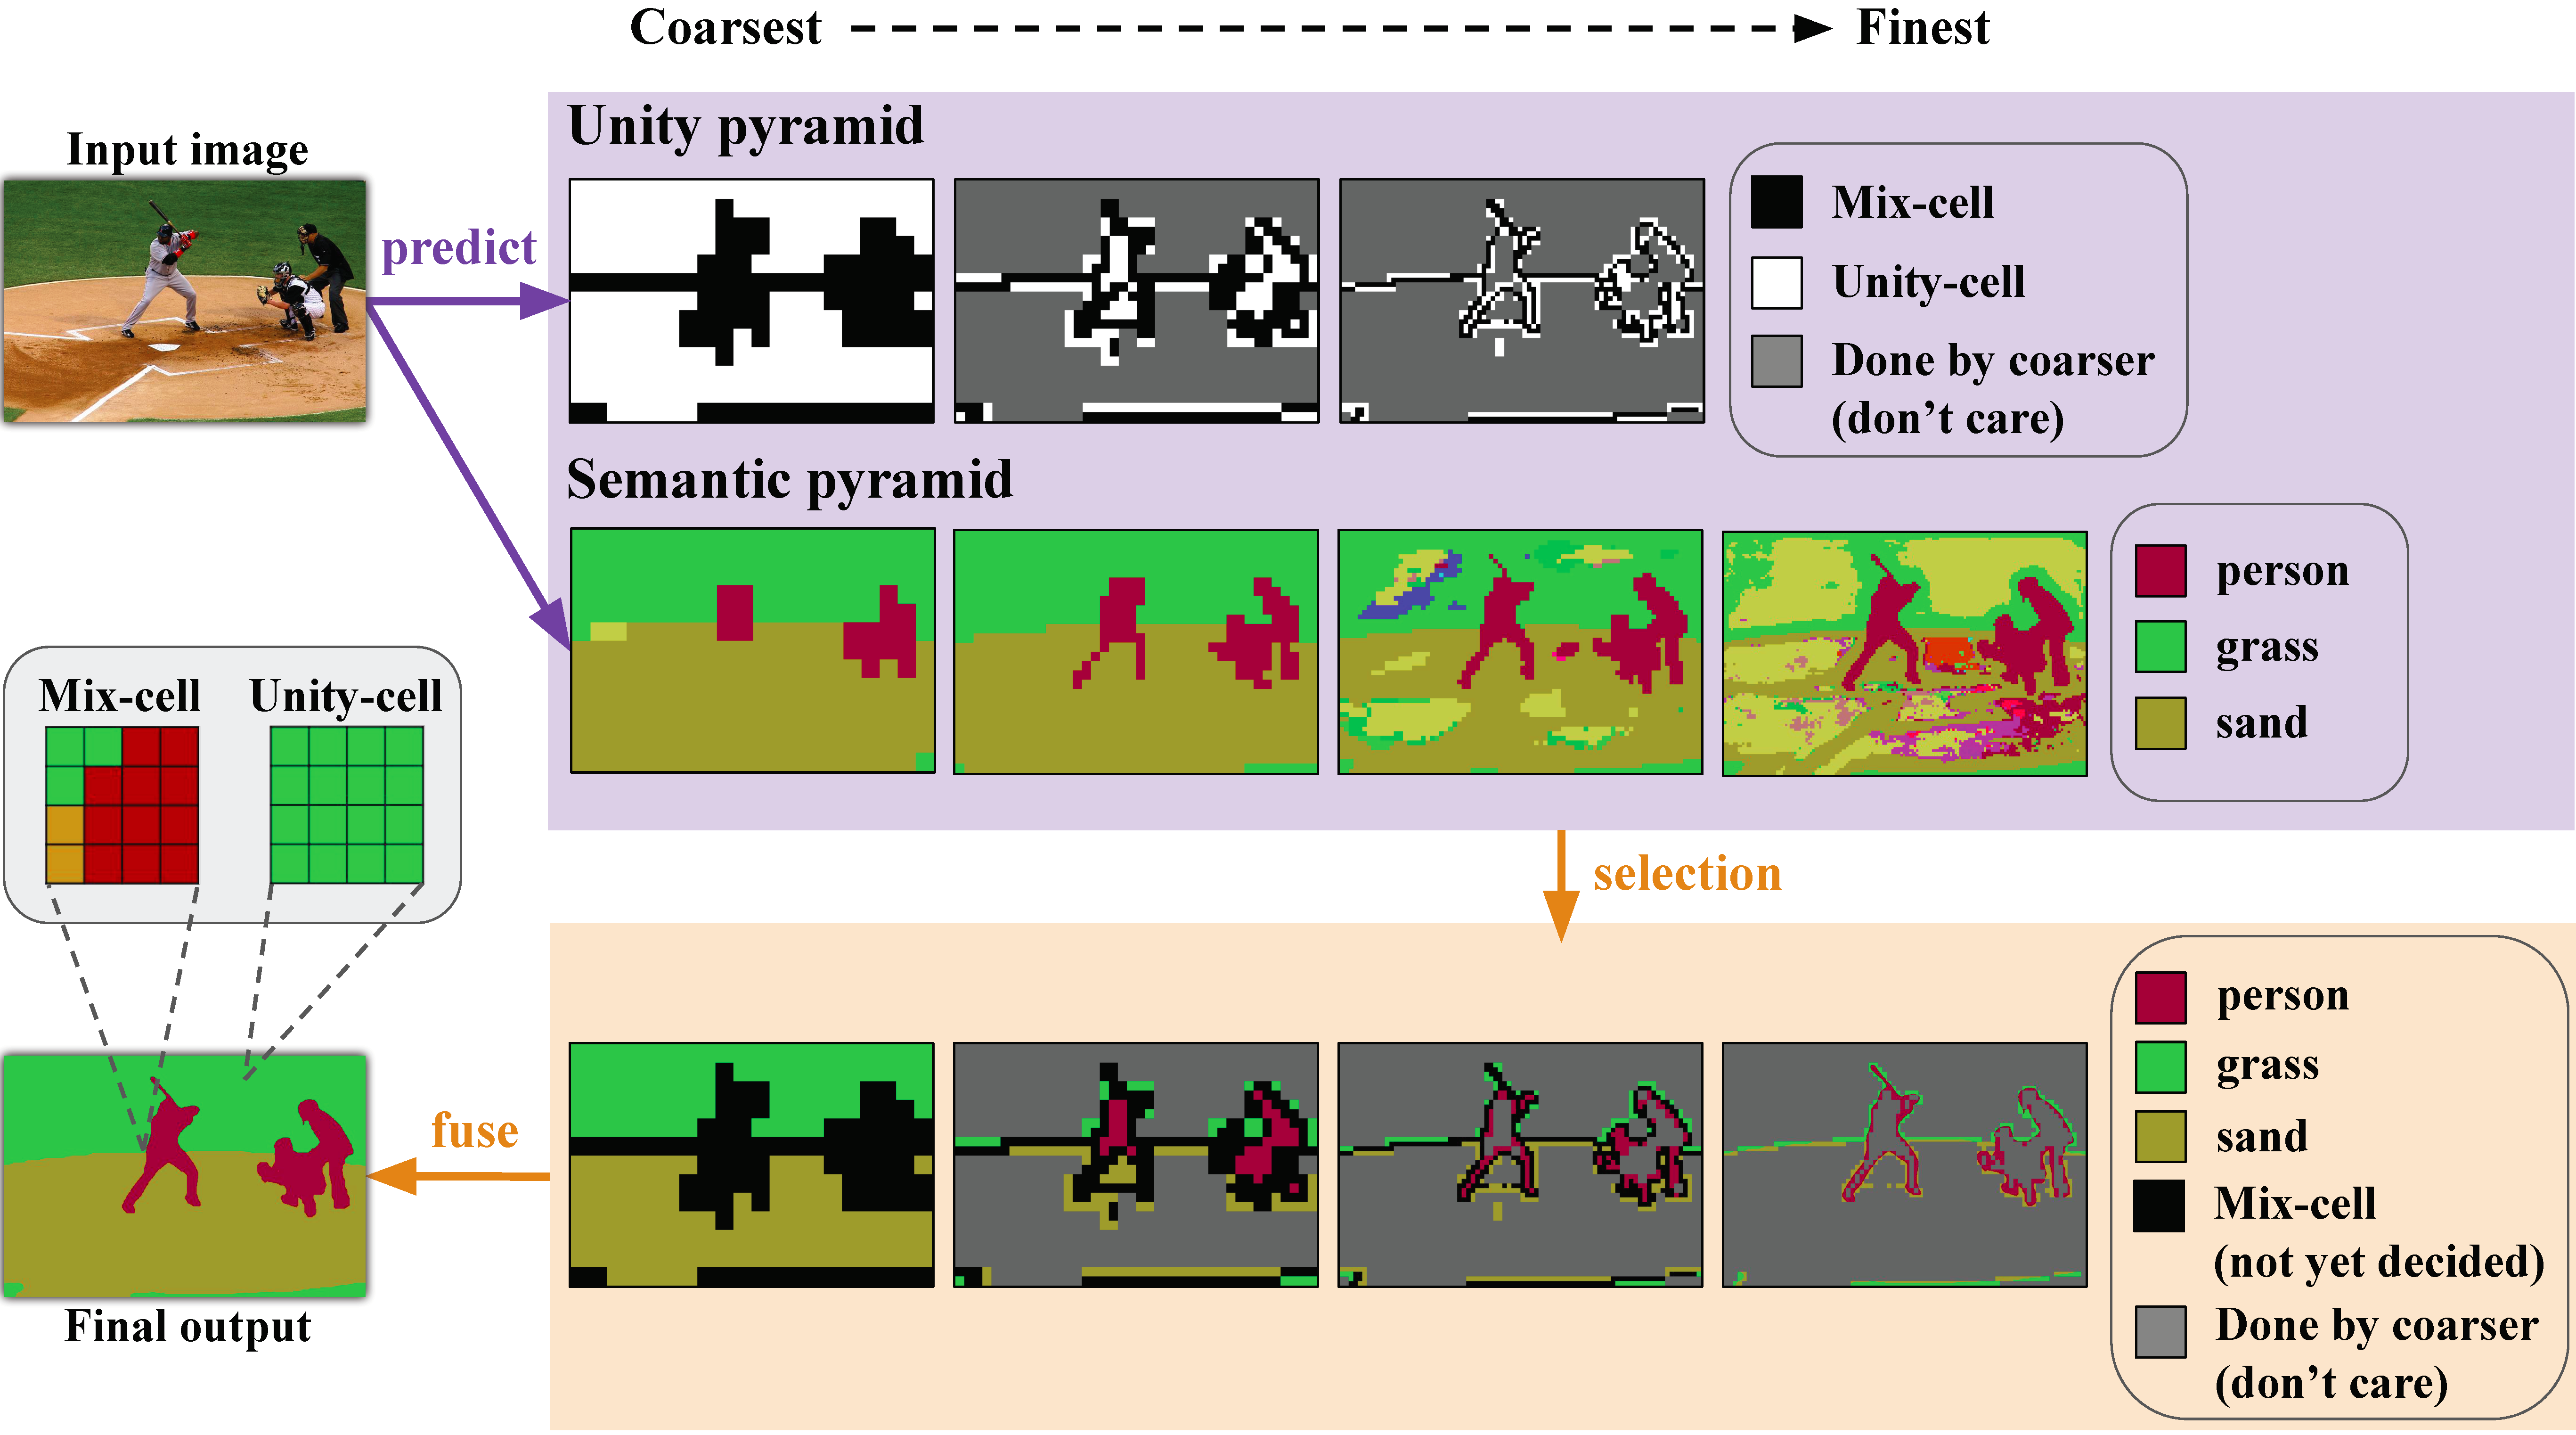 Coarsest
Finest
Unity pyramid
Input image
predict
Mix-cell
Unity-cell
Done by coarser
(don’t care)
Semantic pyramid
person
grass
sand
Mix-cell
Unity-cell
selection
fuse
person
grass
sand
Mix-cell
(not yet decided)
Done by coarser
(don’t care)
Final output